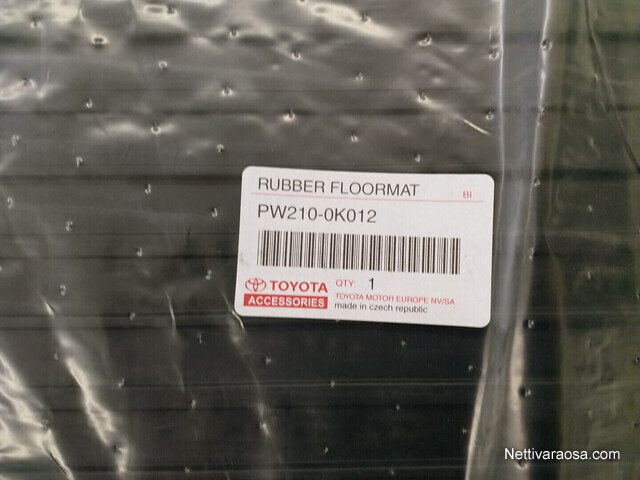 RUBBER FLOORMAT BI
PW210-0K012
TOYOTA QTY: 1
ACCESSORIES TOYOTA MOTOR EUROPE NV/SA
made in czech republic
Nettivaraosa.com